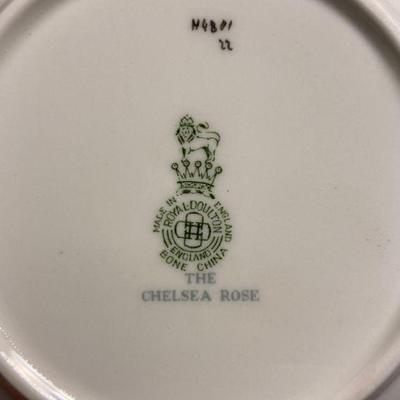 H4801
22
MADE IN ENGLAND
ROYAL·DOULTON
ENGLAND
BONE CHINA
THE
CHELSEA ROSE